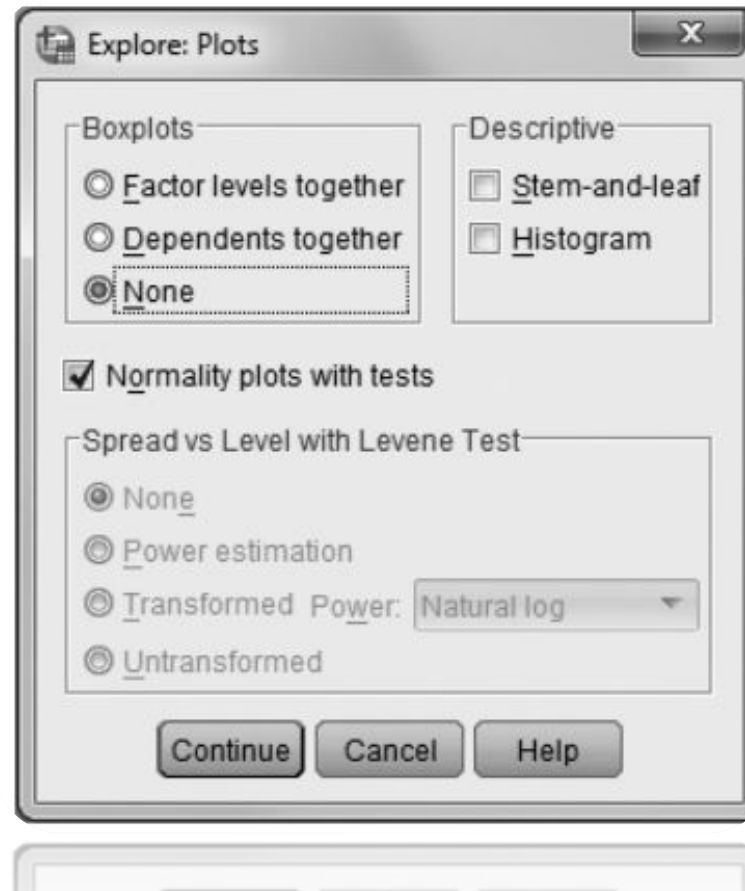 Explore: Plots
Boxplots
Factor levels together
Dependents together
None
Descriptive
Stem-and-leaf
Histogram
Normality plots with tests
Spread vs Level with Levene Test
None
Power estimation
Transformed Power: Natural log
Untransformed
Continue Cancel Help